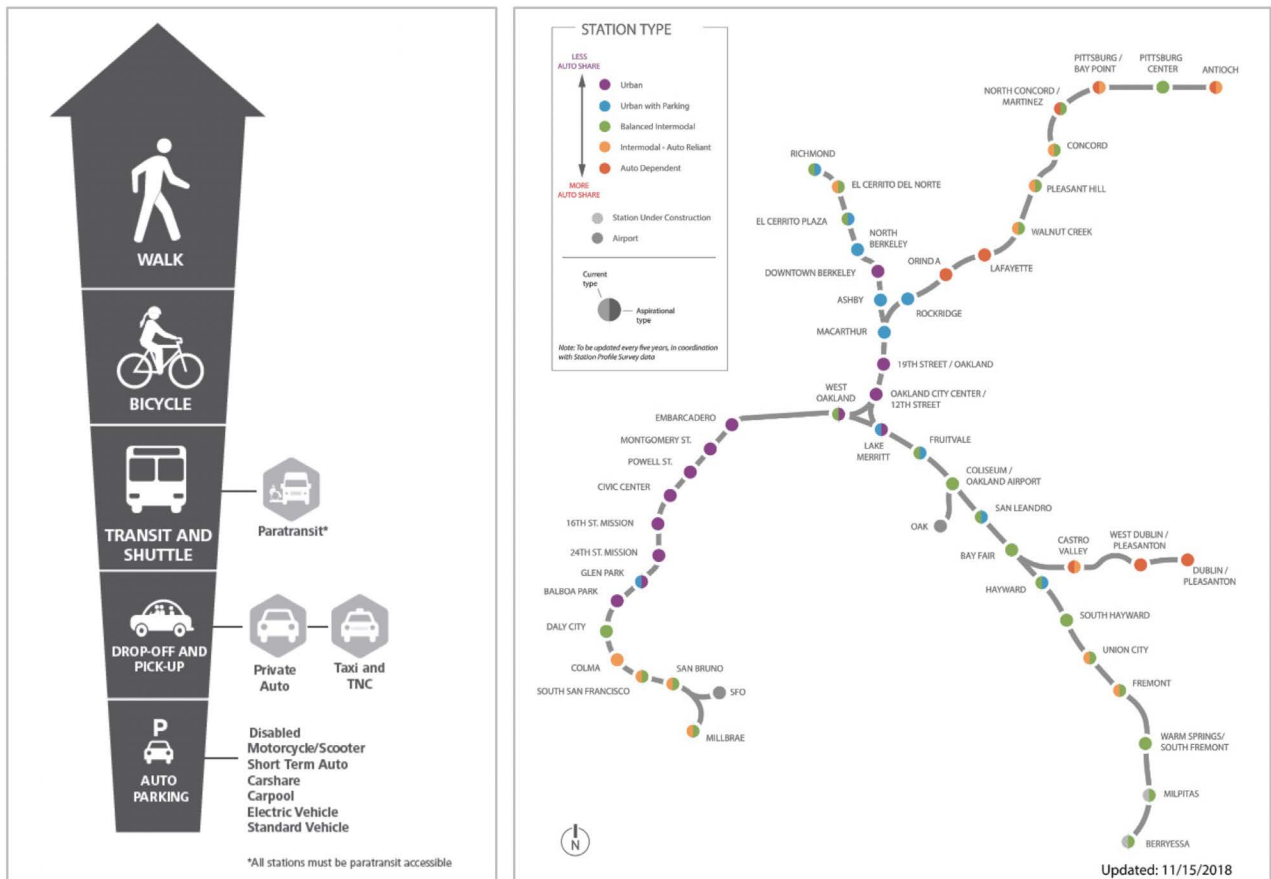 WALK
BICYCLE
TRANSIT AND
SHUTTLE
Paratransit*
DROP-OFF AND
PICK-UP
Private
Auto
Taxi and
TNC
P
AUTO
PARKING
Disabled
Motorcycle/Scooter
Short Term Auto
Carshare
Carpool
Electric Vehicle
Standard Vehicle
*All stations must be paratransit accessible
STATION TYPE
LESS
AUTO SHARE
Urban
Urban with Parking
Balanced Intermodal
Intermodal - Auto Reliant
Auto Dependent
MORE
AUTO SHARE
Station Under Construction
Airport
Current
type
Aspirational
type
Note: To be updated every five years, in coordination
with Station Profile Survey data
PITTSBURG /
BAY POINT
PITTSBURG
CENTER
ANTIOCH
NORTH CONCORD /
MARTINEZ
CONCORD
PLEASANT HILL
WALNUT CREEK
LAFAYETTE
ORINDA
ROCKRIDGE
RICHMOND
EL CERRITO DEL NORTE
EL CERRITO PLAZA
NORTH
BERKELEY
DOWNTOWN BERKELEY
ASHBY
MACARTHUR
19TH STREET / OAKLAND
OAKLAND CITY CENTER /
12TH STREET
WEST
OAKLAND
LAKE
MERRITT
FRUITVALE
COLISEUM /
OAKLAND AIRPORT
OAK
SAN LEANDRO
BAY FAIR
CASTRO
VALLEY
WEST DUBLIN /
PLEASANTON
DUBLIN /
PLEASANTON
HAYWARD
SOUTH HAYWARD
UNION CITY
FREMONT
WARM SPRINGS/
SOUTH FREMONT
MILPITAS
BERRYESSA
EMBARCADERO
MONTGOMERY ST.
POWELL ST.
CIVIC CENTER
16TH ST. MISSION
24TH ST. MISSION
GLEN PARK
BALBOA PARK
DALY CITY
COLMA
SOUTH SAN FRANCISCO
SAN BRUNO
SFO
MILLBRAE
N
Updated: 11/15/2018